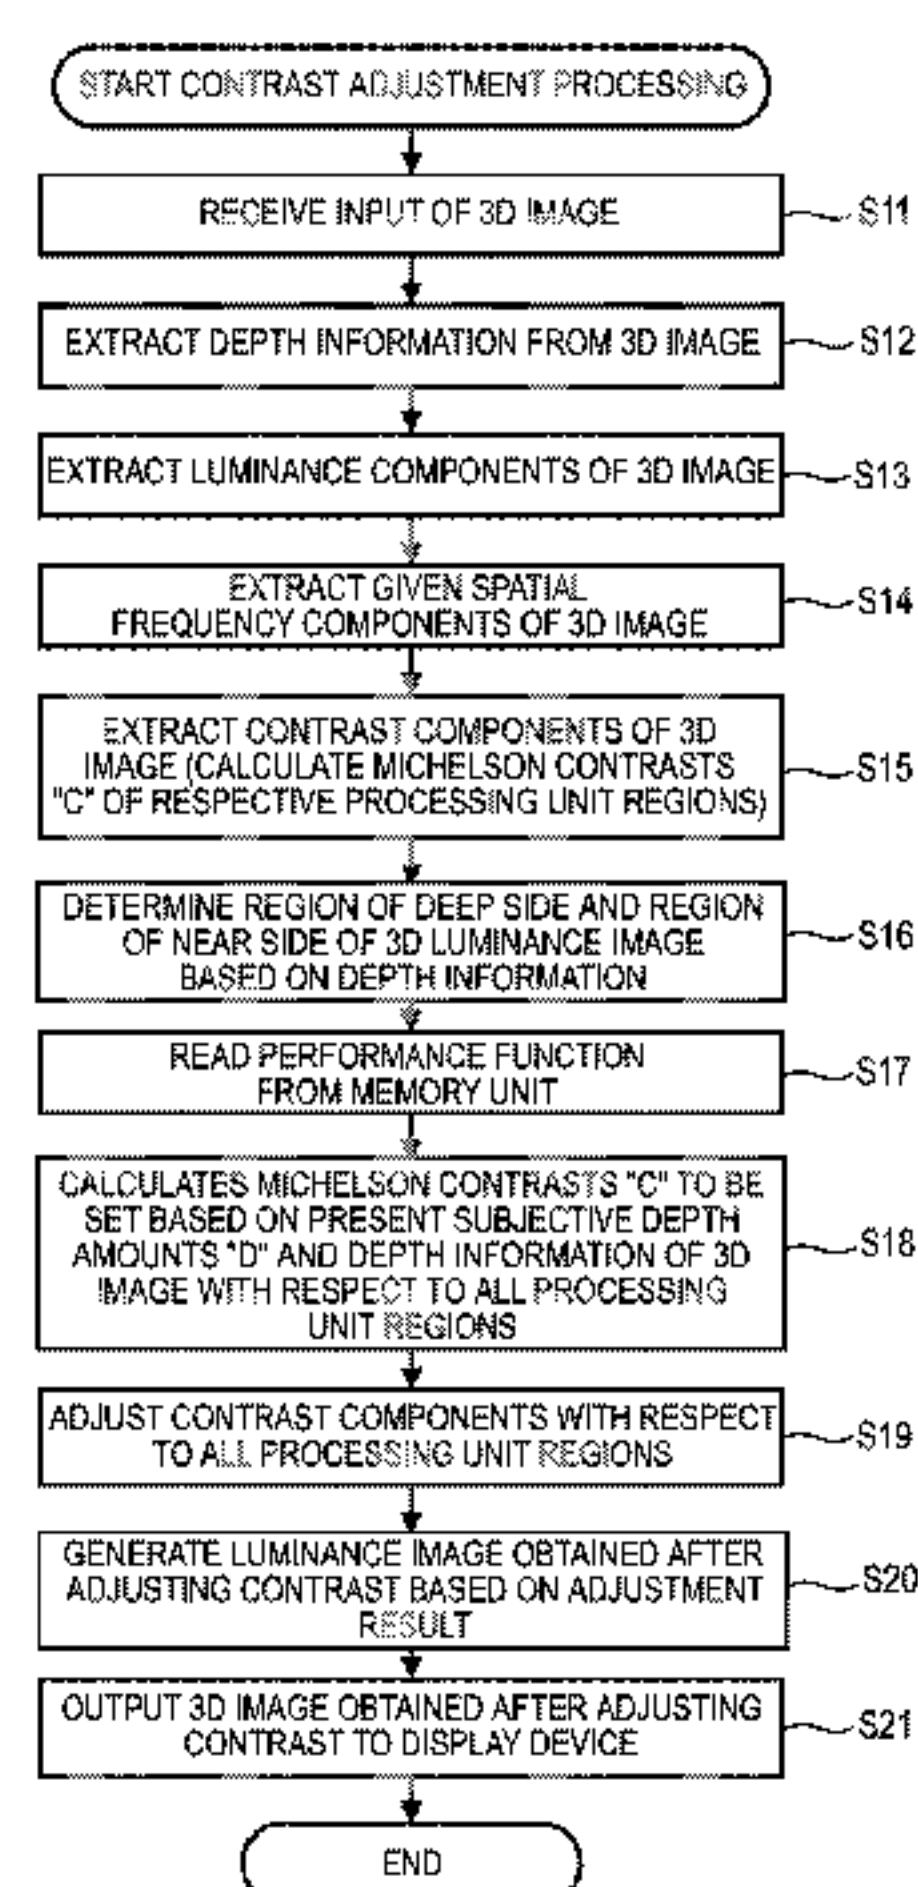 START CONTRAST ADJUSTMENT PROCESSING
RECEIVE INPUT OF 3D IMAGE
S11
EXTRACT DEPTH INFORMATION FROM 3D IMAGE
S12
EXTRACT LUMINANCE COMPONENTS OF 3D IMAGE
S13
EXTRACT GIVEN SPATIAL
FREQUENCY COMPONENTS OF 3D IMAGE
S14
EXTRACT CONTRAST COMPONENTS OF 3D
IMAGE (CALCULATE MICHELSON CONTRASTS
"C" OF RESPECTIVE PROCESSING UNIT REGIONS)
S15
DETERMINE REGION OF DEEP SIDE AND REGION
OF NEAR SIDE OF 3D LUMINANCE IMAGE
BASED ON DEPTH INFORMATION
S16
READ PERFORMANCE FUNCTION
FROM MEMORY UNIT
S17
CALCULATES MICHELSON CONTRASTS "C" TO BE
SET BASED ON PRESENT SUBJECTIVE DEPTH
AMOUNTS "D" AND DEPTH INFORMATION OF 3D
IMAGE WITH RESPECT TO ALL PROCESSING
UNIT REGIONS
S18
ADJUST CONTRAST COMPONENTS WITH RESPECT
TO ALL PROCESSING UNIT REGIONS
S19
GENERATE LUMINANCE IMAGE OBTAINED AFTER
ADJUSTING CONTRAST BASED ON ADJUSTMENT
RESULT
S20
OUTPUT 3D IMAGE OBTAINED AFTER ADJUSTING
CONTRAST TO DISPLAY DEVICE
S21
END